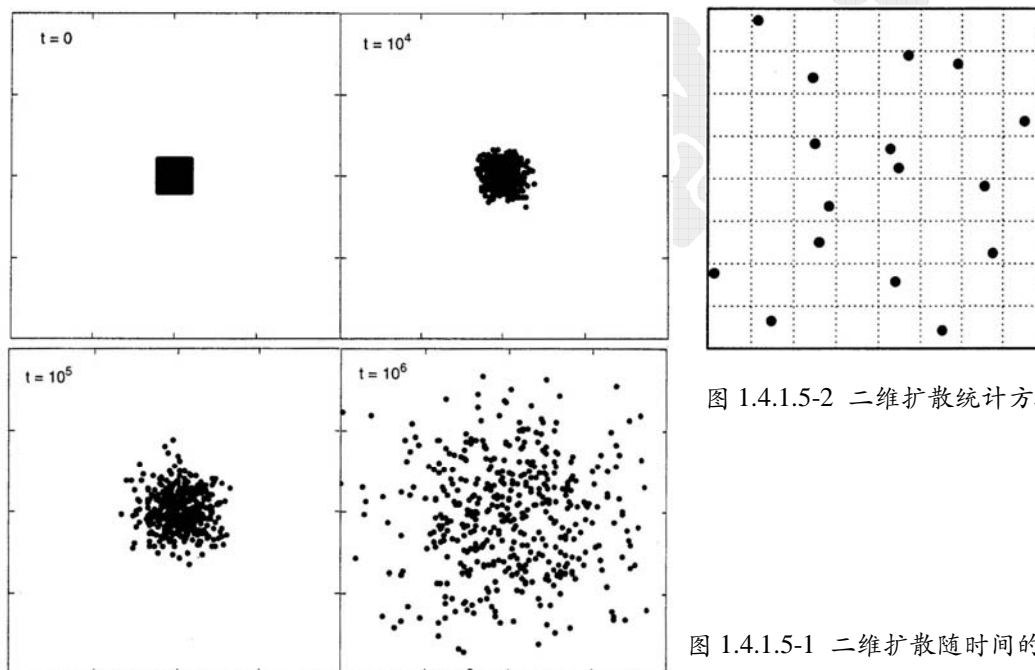 t = 0
t = 10⁴
t = 10⁵
t = 10⁶
图 1.4.1.5-2 二维扩散统计方
图 1.4.1.5-1 二维扩散随时间的